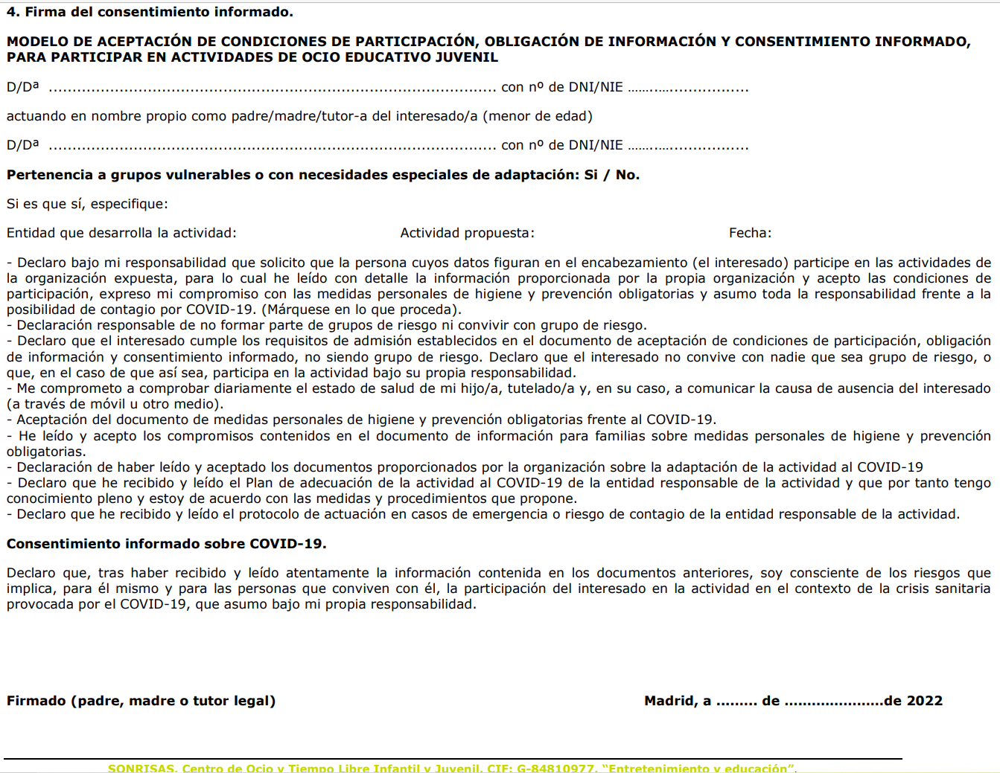 4. Firma del consentimiento informado.
MODELO DE ACEPTACIÓN DE CONDICIONES DE PARTICIPACIÓN, OBLIGACIÓN DE INFORMACIÓN Y CONSENTIMIENTO INFORMADO,
PARA PARTICIPAR EN ACTIVIDADES DE OCIO EDUCATIVO JUVENIL
D/Dª ................................................................................................ con nº de DNI/NIE ............................
actuando en nombre propio como padre/madre/tutor-a del interesado/a (menor de edad)
D/Dª ................................................................................................ con nº de DNI/NIE ............................
Pertenencia a grupos vulnerables o con necesidades especiales de adaptación: Si / No.
Si es que sí, especifique:
Entidad que desarrolla la actividad: Actividad propuesta: Fecha:
- Declaro bajo mi responsabilidad que solicito que la persona cuyos datos figuran en el encabezamiento (el interesado) participe en las actividades de
la organización expuesta, para lo cual he leído con detalle la información proporcionada por la propia organización y acepto las condiciones de
participación, expreso mi compromiso con las medidas personales de higiene y prevención obligatorias y asumo toda la responsabilidad frente a la
posibilidad de contagio por COVID-19. (Márquese en lo que proceda).
- Declaración responsable de no formar parte de grupos de riesgo ni convivir con grupo de riesgo.
- Declaro que el interesado cumple los requisitos de admisión establecidos en el documento de aceptación de condiciones de participación, obligación
de información y consentimiento informado, no siendo grupo de riesgo. Declaro que el interesado no convive con nadie que sea grupo de riesgo, o
que, en el caso de que así sea, participa en la actividad bajo su propia responsabilidad.
- Me comprometo a comprobar diariamente el estado de salud de mi hijo/a, tutelado/a y, en su caso, a comunicar la causa de ausencia del interesado
(a través de móvil u otro medio).
- Aceptación del documento de medidas personales de higiene y prevención obligatorias frente al COVID-19.
- He leído y acepto los compromisos contenidos en el documento de información para familias sobre medidas personales de higiene y prevención
obligatorias.
- Declaración de haber leído y aceptado los documentos proporcionados por la organización sobre la adaptación de la actividad al COVID-19
- Declaro que he recibido y leído el Plan de adecuación de la actividad al COVID-19 de la entidad responsable de la actividad y que por tanto tengo
conocimiento pleno y estoy de acuerdo con las medidas y procedimientos que propone.
- Declaro que he recibido y leído el protocolo de actuación en casos de emergencia o riesgo de contagio de la entidad responsable de la actividad.
Consentimiento informado sobre COVID-19.
Declaro que, tras haber recibido y leído atentamente la información contenida en los documentos anteriores, soy consciente de los riesgos que
implica, para él mismo y para las personas que conviven con él, la participación del interesado en la actividad en el contexto de la crisis sanitaria
provocada por el COVID-19, que asumo bajo mi propia responsabilidad.
Firmado (padre, madre o tutor legal) Madrid, a ......... de ......................de 2022
SONRISAS. Centro de Ocio y Tiempo Libre Infantil y Juvenil. CIF: G-84810977. “Entretenimiento y educación”.